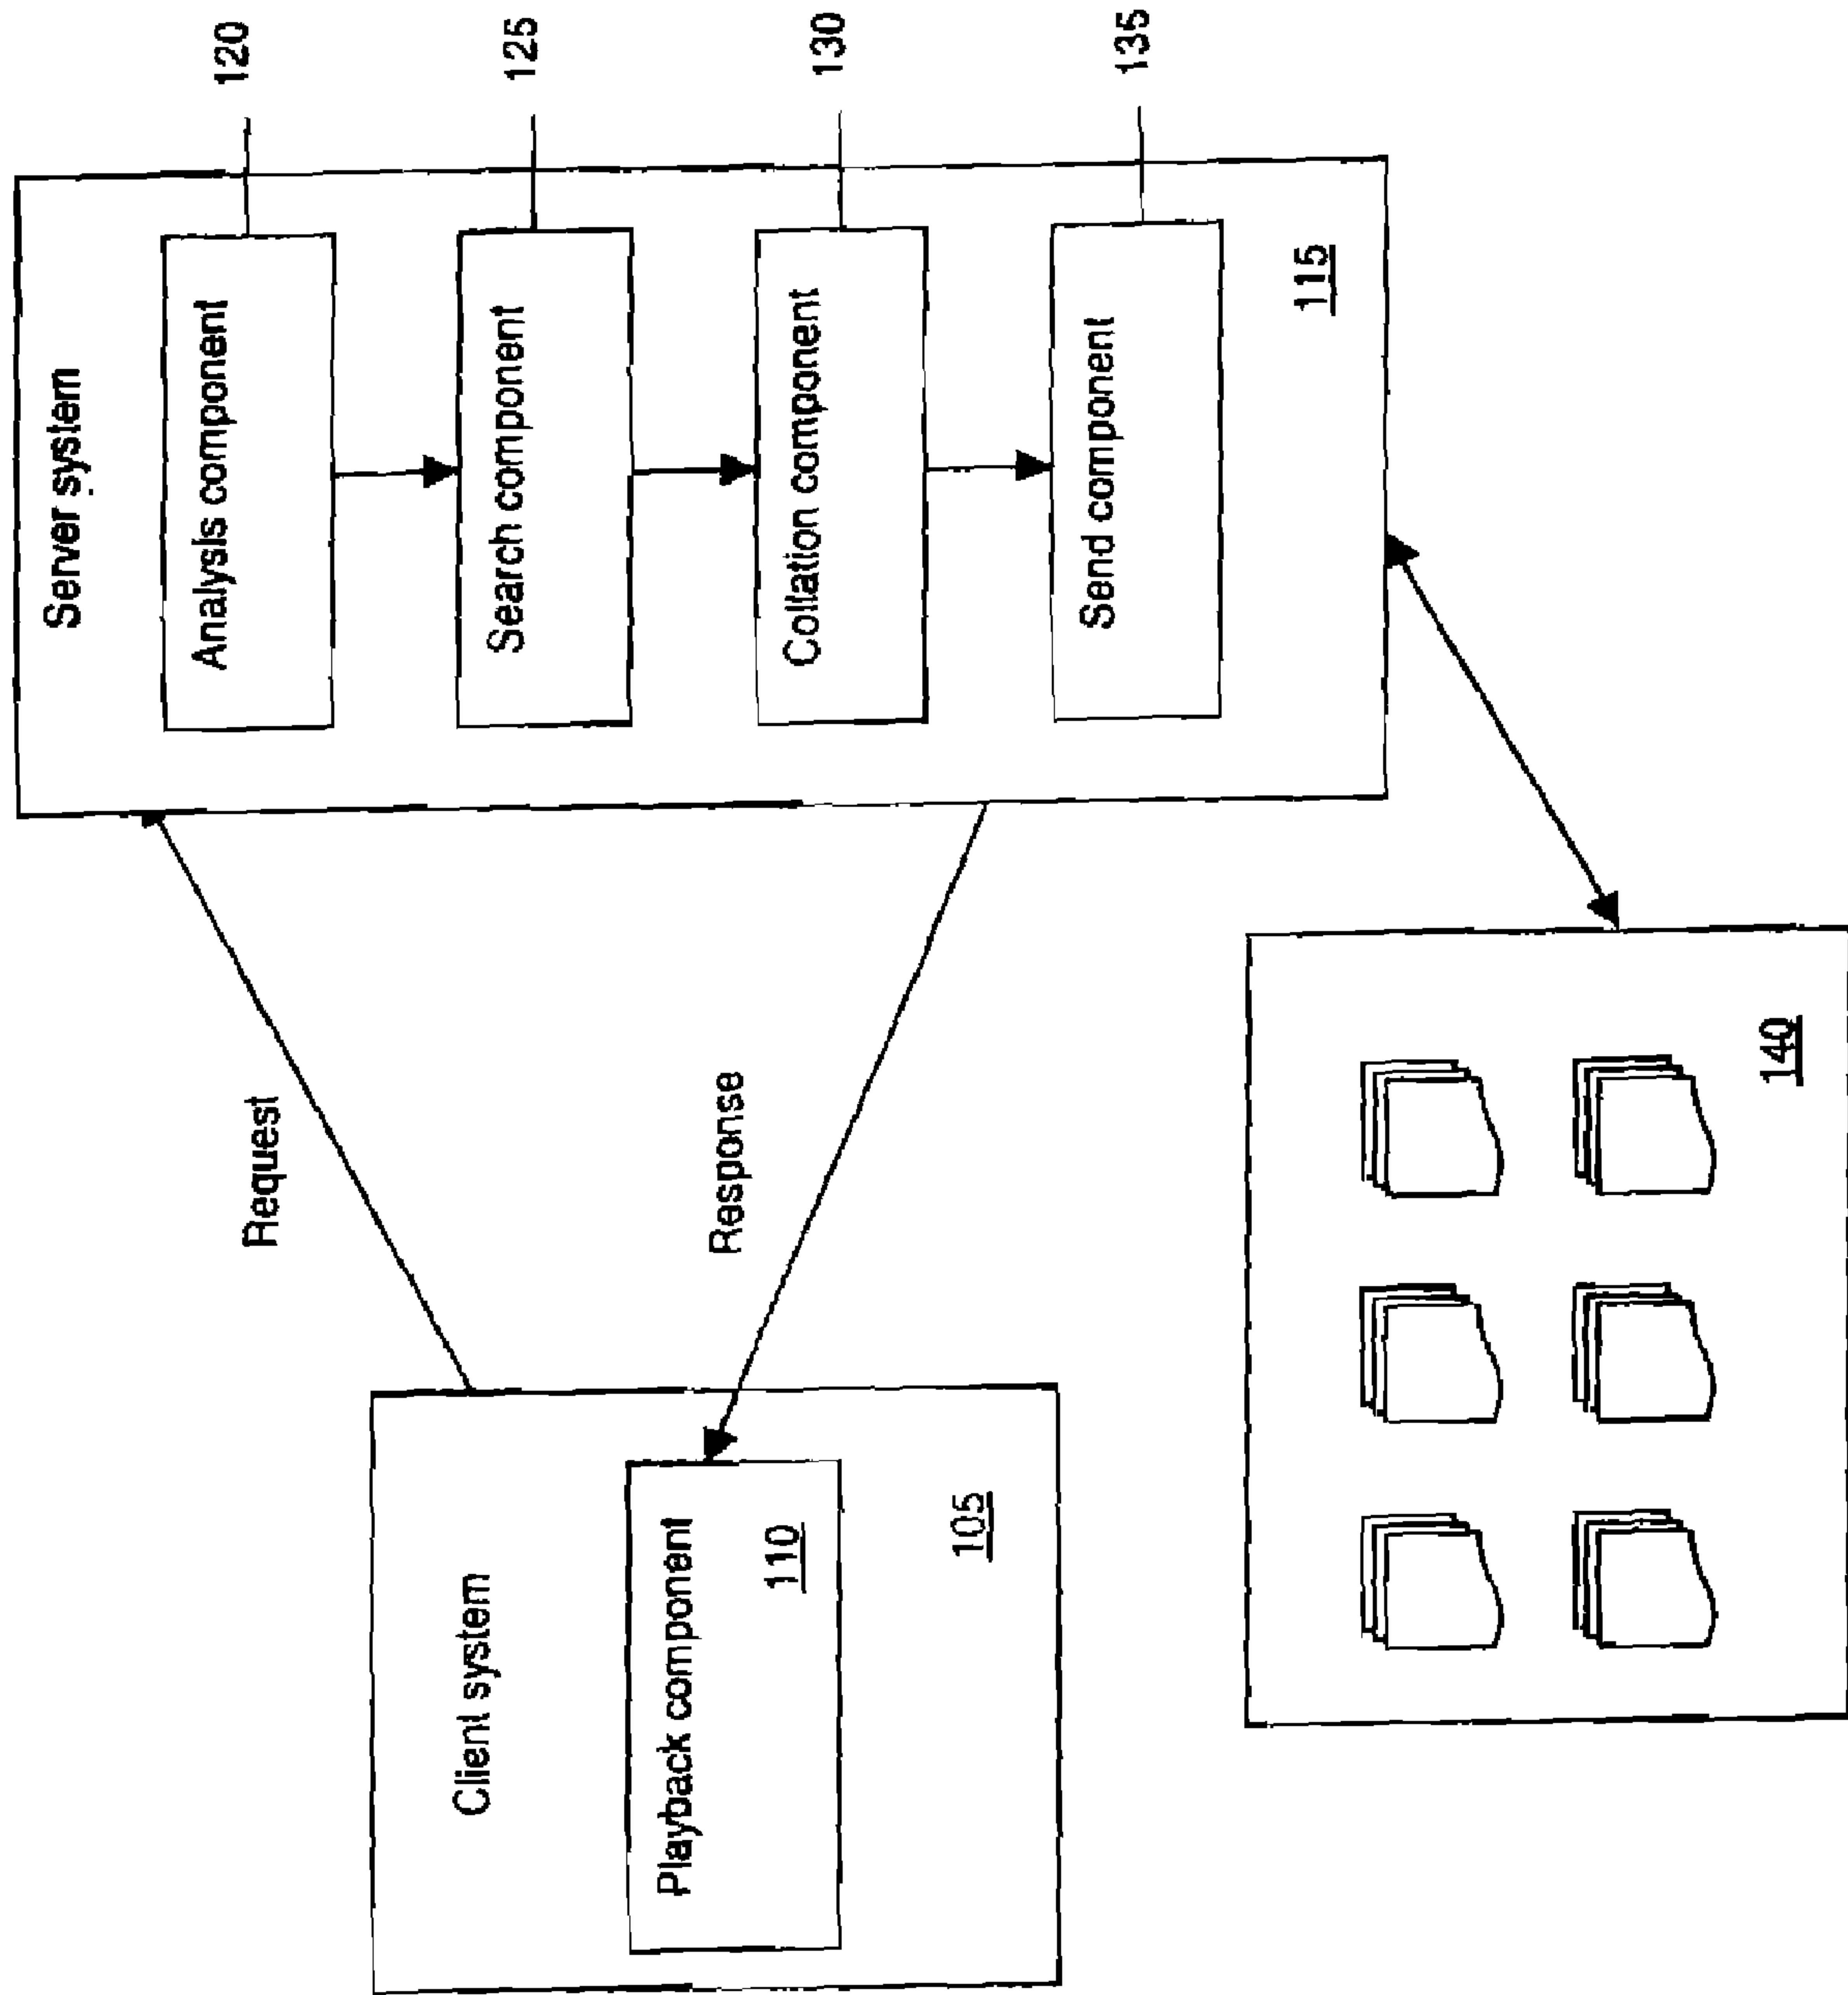 Server system
Analysis component
120
Search component
125
Collation component
130
Send component
135
115
Request
Response
Client system
Playback component
110
105
140